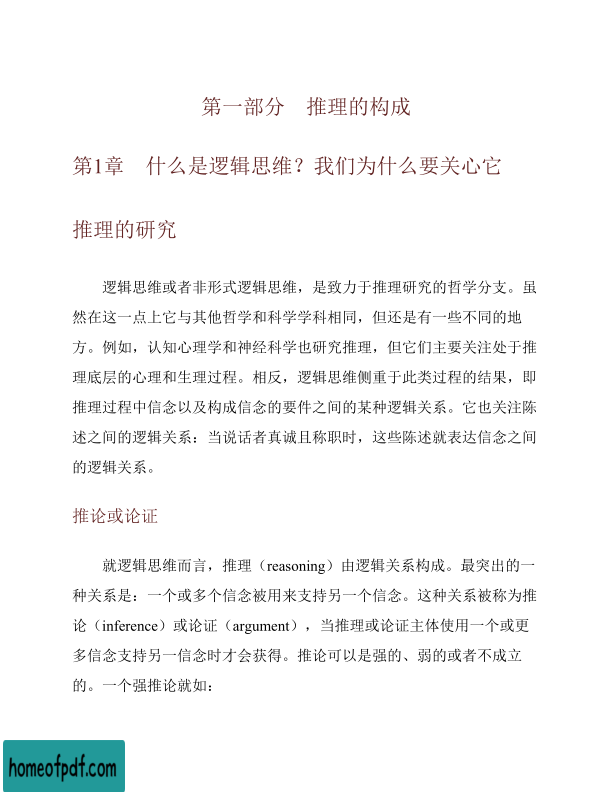 第一部分　推理的构成
第1章　什么是逻辑思维？我们为什么要关心它
推理的研究
逻辑思维或者非形式逻辑思维，是致力于推理研究的哲学分支。虽
然在这一点上它与其他哲学和科学学科相同，但还是有一些不同的地
方。例如，认知心理学和神经科学也研究推理，但它们主要关注处于推
理底层的心理和生理过程。相反，逻辑思维侧重于此类过程的结果，即
推理过程中信念以及构成信念的要件之间的某种逻辑关系。它也关注陈
述之间的逻辑关系：当说话者真诚且称职时，这些陈述就表达信念之间
的逻辑关系。
推论或论证
就逻辑思维而言，推理（reasoning）由逻辑关系构成。最突出的一
种关系是：一个或多个信念被用来支持另一个信念。这种关系被称为推
论（inference）或论证（argument），当推理或论证主体使用一个或更
多信念支持另一信念时才会获得。推论可以是强的、弱的或者不成立
的。一个强推论就如：
homeofpdf.com